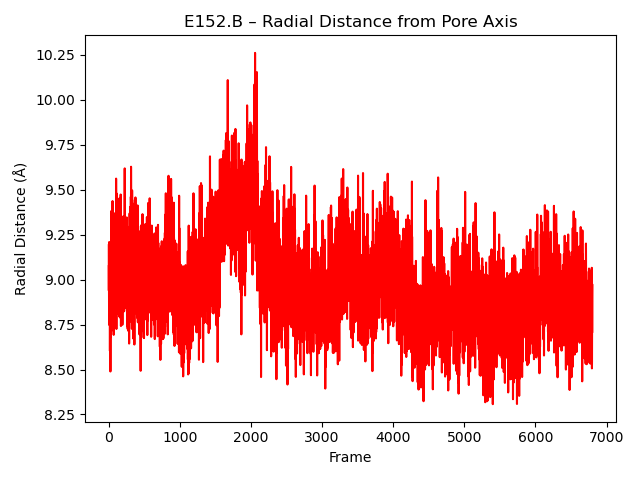 E152.B – Radial Distance from Pore Axis
10.25
10.00
9.75
9.50
9.25
9.00
8.75
8.50
8.25
Radial Distance (Å)
0 1000 2000 3000 4000 5000 6000 7000
Frame